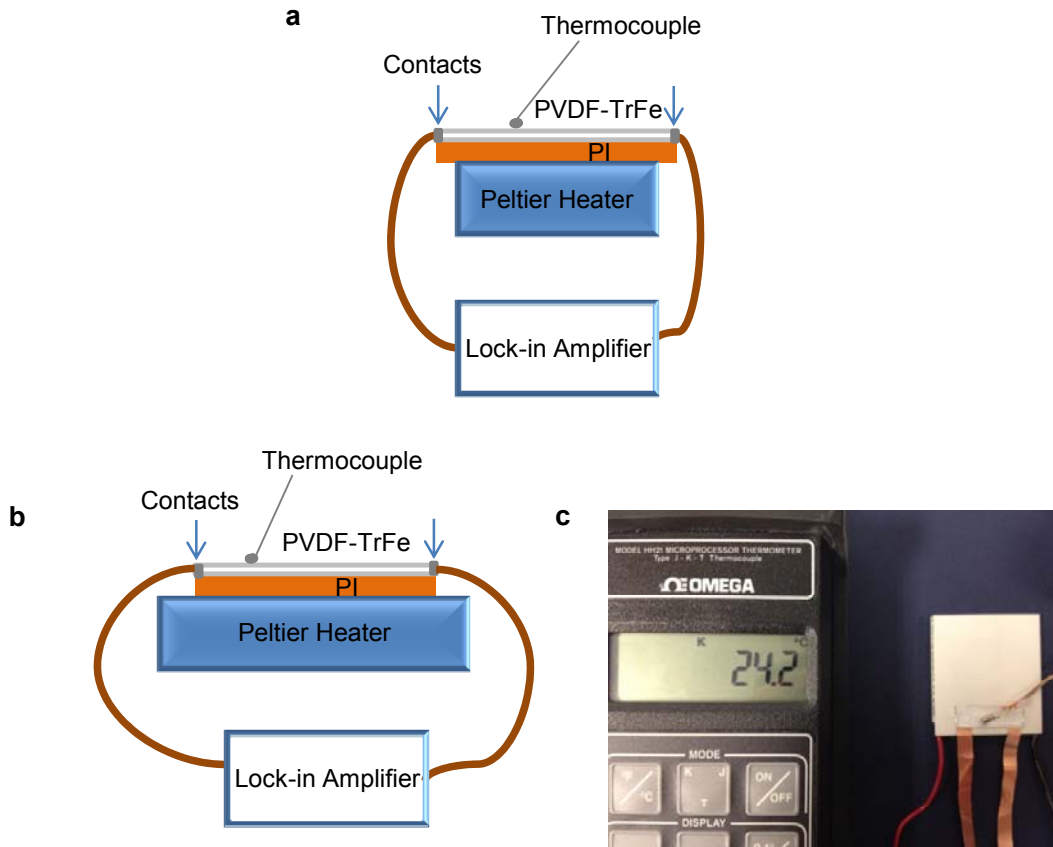 a
Thermocouple
Contacts
PVDF-TrFe
PI
Peltier Heater
Lock-in Amplifier
b
Thermocouple
Contacts
PVDF-TrFe
PI
Peltier Heater
Lock-in Amplifier
c
MODEL HH21 MICROPROCESSOR THERMOMETER
Type J - K - T Thermocouple
OMEGA
K °C
24.2
MODE
°F/°C
K J
T
ON/OFF
DISPLAY